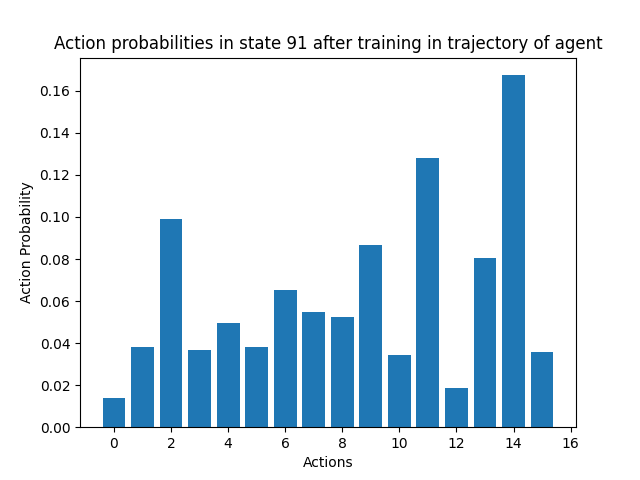 Action probabilities in state 91 after training in trajectory of agent
0.16
0.14
0.12
0.10
0.08
0.06
0.04
0.02
0.00
Action Probability
0 2 4 6 8 10 12 14 16
Actions